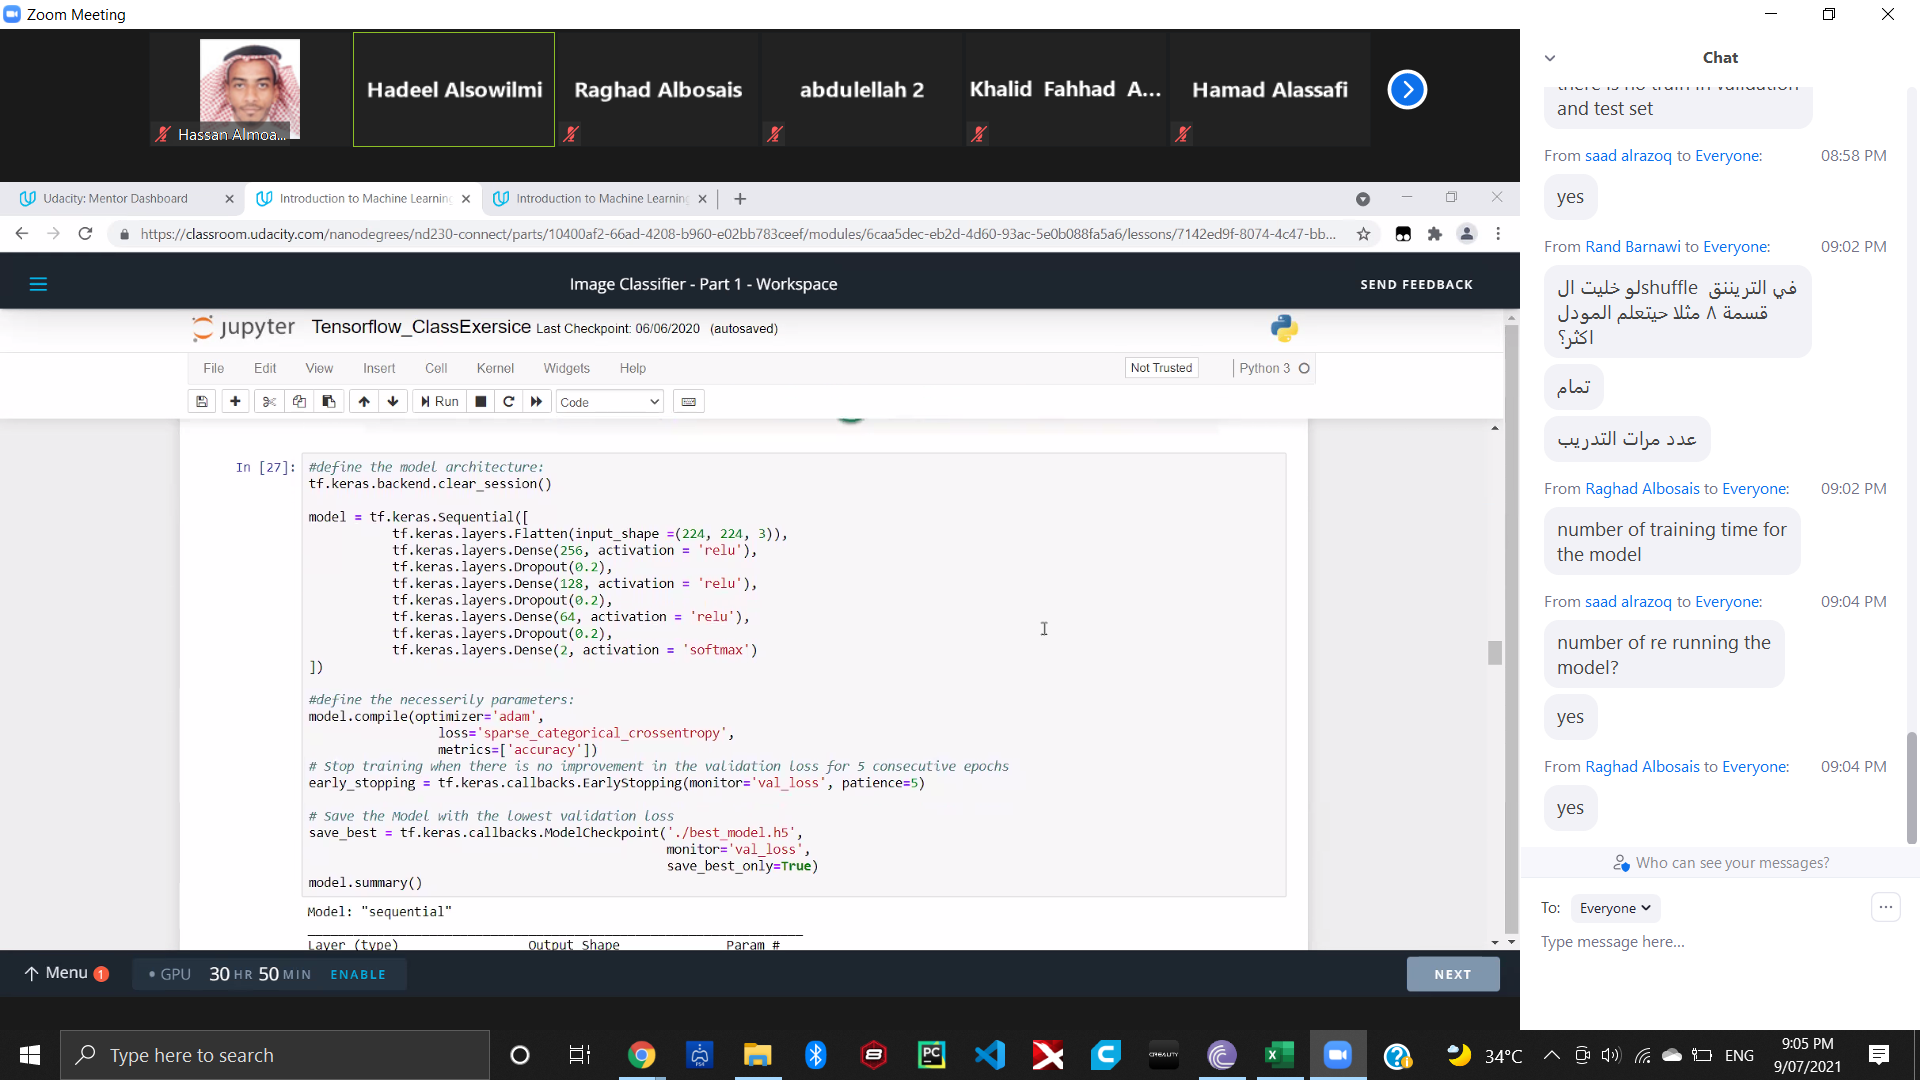 Zoom Meeting
Hassan Almoa...
Hadeel Alsowilmi
Raghad Albosais
abdulellah 2
Khalid Fahhad A...
Hamad Alassafi
Udacity: Mentor Dashboard
Introduction to Machine Learning
Introduction to Machine Learning
https://classroom.udacity.com/nanodegrees/nd230-connect/parts/10400af2-66ad-4208-b960-e02bb783ceef/modules/6caa5dec-eb2d-4d60-93ac-5e0b088fa5a6/lessons/7142ed9f-8074-4c47-bb...
Image Classifier - Part 1 - Workspace
SEND FEEDBACK
jupyter Tensorflow_ClassExersice Last Checkpoint: 06/06/2020 (autosaved)
File Edit View Insert Cell Kernel Widgets Help
Not Trusted
Python 3
Run
Code
In [27]:
#define the model architecture:
tf.keras.backend.clear_session()
model = tf.keras.Sequential([
tf.keras.layers.Flatten(input_shape =(224, 224, 3)),
tf.keras.layers.Dense(256, activation = 'relu'),
tf.keras.layers.Dropout(0.2),
tf.keras.layers.Dense(128, activation = 'relu'),
tf.keras.layers.Dropout(0.2),
tf.keras.layers.Dense(64, activation = 'relu'),
tf.keras.layers.Dropout(0.2),
tf.keras.layers.Dense(2, activation = 'softmax')
])
#define the necesserily parameters:
model.compile(optimizer='adam',
loss='sparse_categorical_crossentropy',
metrics=['accuracy'])
# Stop training when there is no improvement in the validation loss for 5 consecutive epochs
early_stopping = tf.keras.callbacks.EarlyStopping(monitor='val_loss', patience=5)
# Save the Model with the lowest validation loss
save_best = tf.keras.callbacks.ModelCheckpoint('./best_model.h5',
monitor='val_loss',
save_best_only=True)
model.summary()
Model: "sequential"
Layer (type) Output Shape Param #
Menu 1
GPU 30 HR 50 MIN ENABLE
NEXT
Chat
there is no train in validation
and test set
From saad alrazoq to Everyone: 08:58 PM
yes
From Rand Barnawi to Everyone: 09:02 PM
في التريننق shuffleلو خليت ال
قسمة ٨ مثلا حيتعلم المودل
اكثر؟
تمام
عدد مرات التدريب
From Raghad Albosais to Everyone: 09:02 PM
number of training time for
the model
From saad alrazoq to Everyone: 09:04 PM
number of re running the
model?
yes
From Raghad Albosais to Everyone: 09:04 PM
yes
Who can see your messages?
To: Everyone
Type message here...
Type here to search
PC
CREALITY
34°C
ENG
9:05 PM
9/07/2021